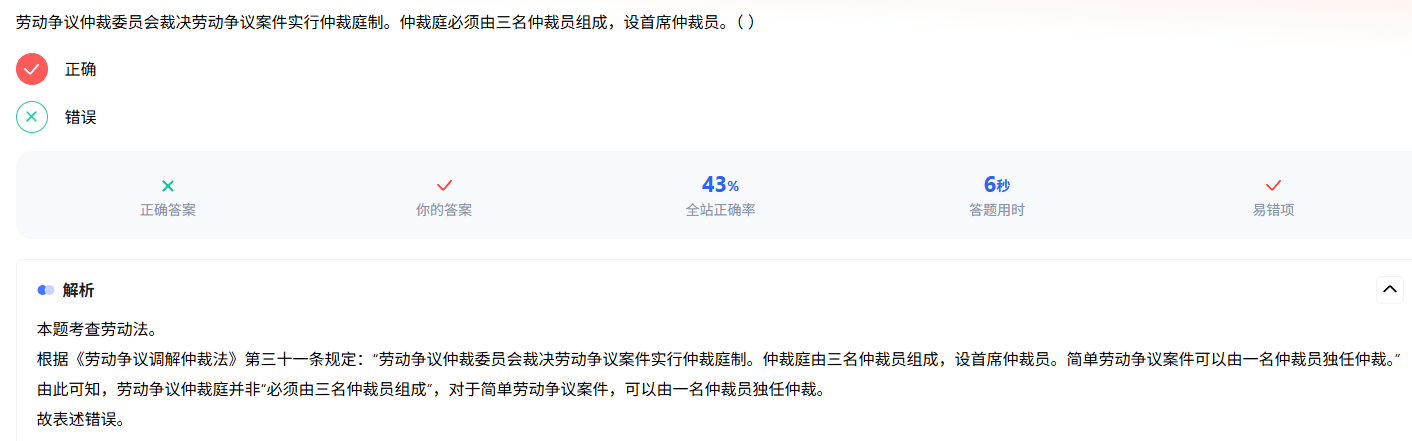 劳动争议仲裁委员会裁决劳动争议案件实行仲裁庭制。仲裁庭必须由三名仲裁员组成，设首席仲裁员。（ ）
正确
错误
43% 6秒
正确答案 你的答案 全站正确率 答题用时 易错项
解析
本题考查劳动法。
根据《劳动争议调解仲裁法》第三十一条规定：“劳动争议仲裁委员会裁决劳动争议案件实行仲裁庭制。仲裁庭由三名仲裁员组成，设首席仲裁员。简单劳动争议案件可以由一名仲裁员独任仲裁。”
由此可知，劳动争议仲裁庭并非“必须由三名仲裁员组成”，对于简单劳动争议案件，可以由一名仲裁员独任仲裁。
故表述错误。